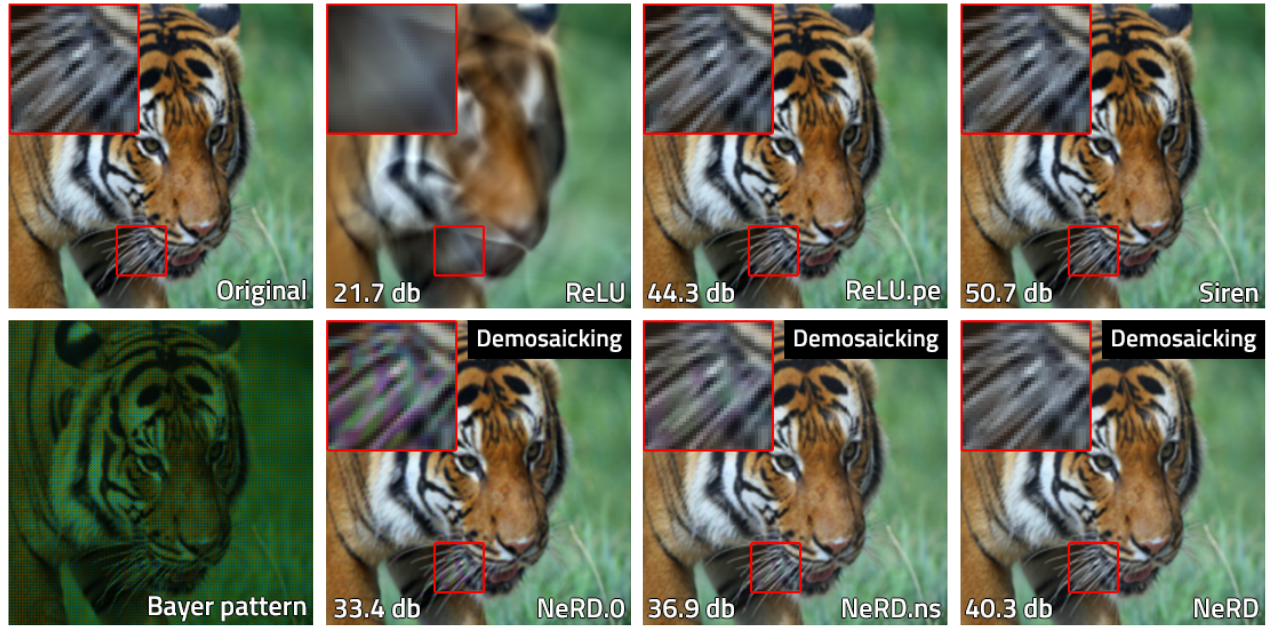 Original
21.7 db ReLU
44.3 db ReLU.pe
50.7 db Siren
Bayer pattern
Demosaicking
33.4 db NeRD.0
Demosaicking
36.9 db NeRD.ns
Demosaicking
40.3 db NeRD